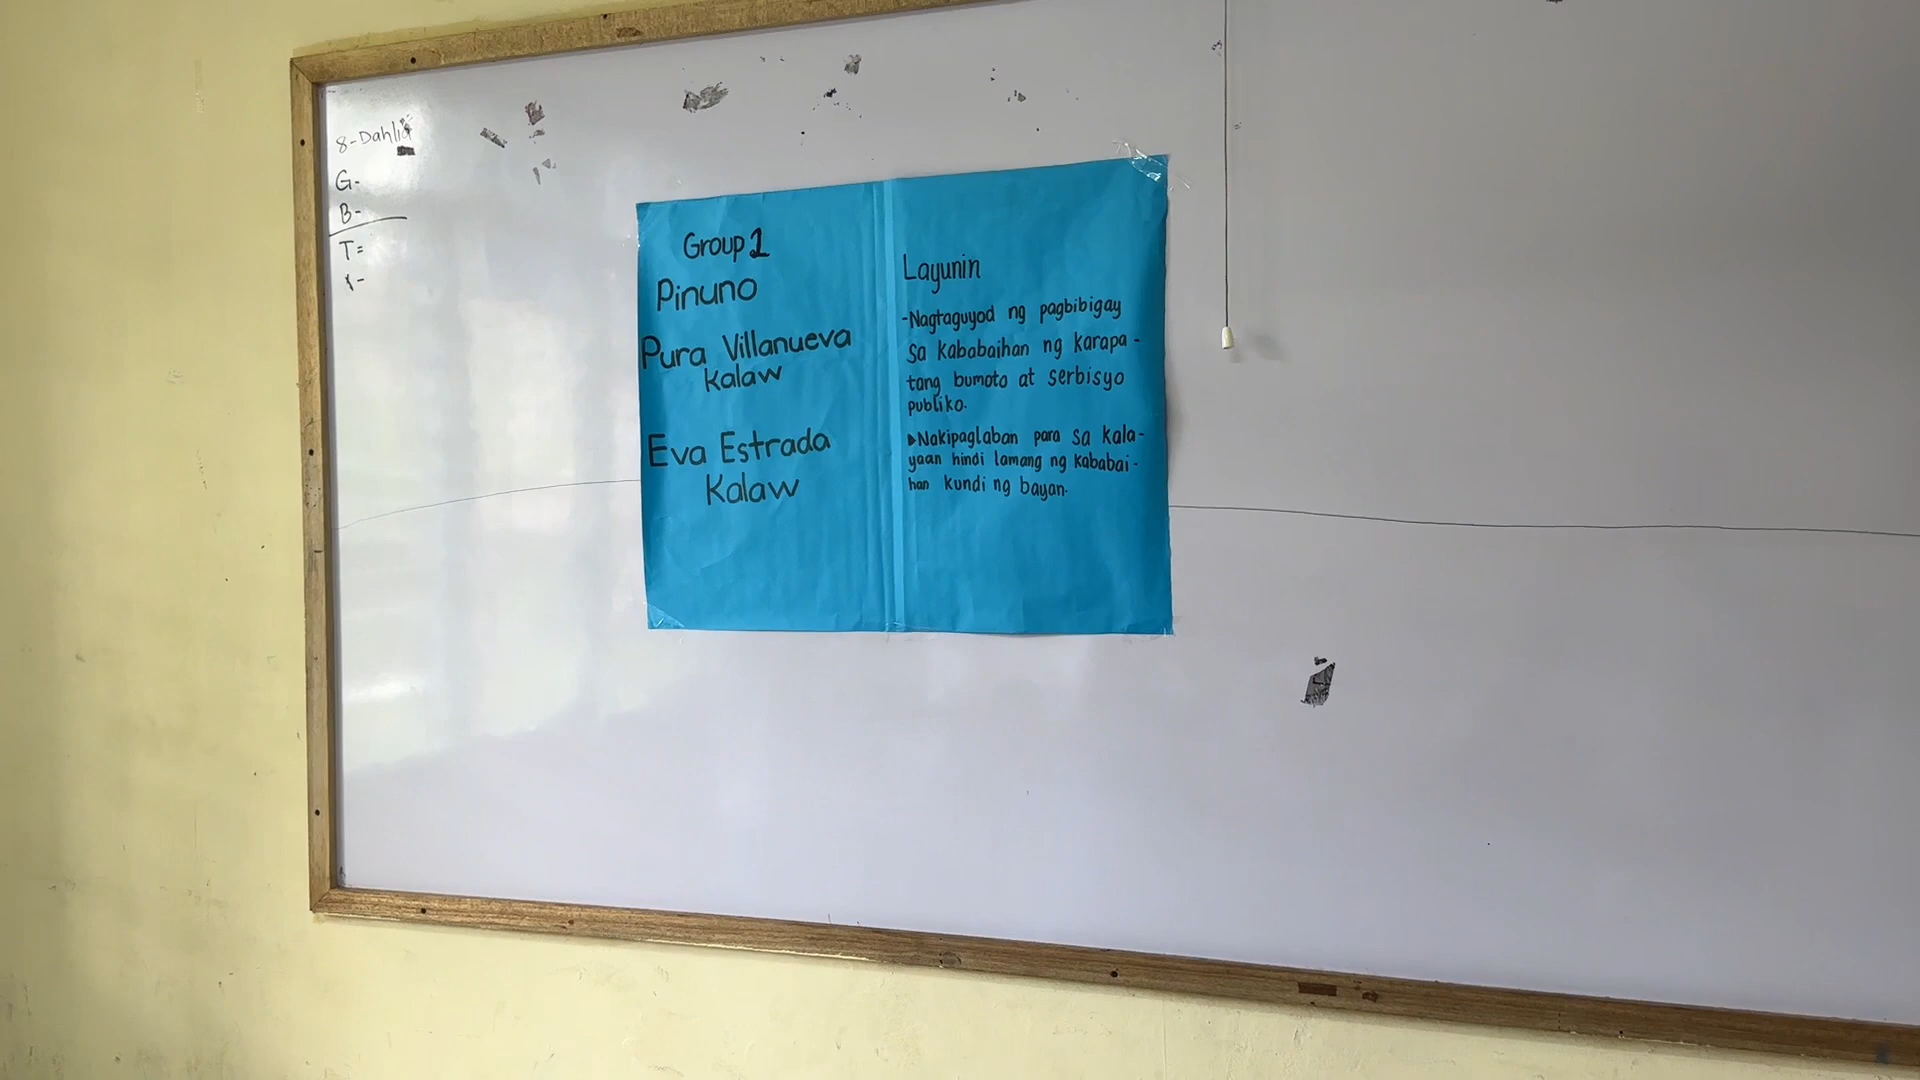 8-Dahlia
G-
B-
T=
Group 1
Pinuno
Pura Villanueva
Kalaw
Eva Estrada
Kalaw
Layunin
-Nagtaguyod ng pagbibigay
sa kababaihan ng karapa-
tang bumoto at serbisyo
publiko.
▶Nakipaglaban para sa kala-
yaan hindi lamang ng kababai-
han kundi ng bayan.